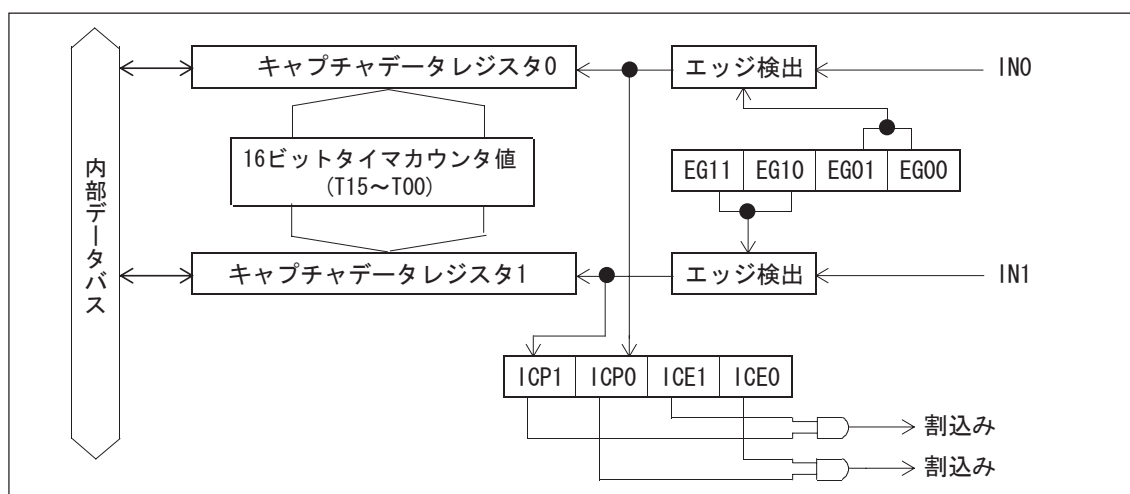 キャプチャデータレジスタ0
エッジ検出
IN0
内部データバス
16ビットタイマカウンタ値
(T15～T00)
EG11
EG10
EG01
EG00
キャプチャデータレジスタ1
エッジ検出
IN1
ICP1
ICP0
ICE1
ICE0
割込み
割込み